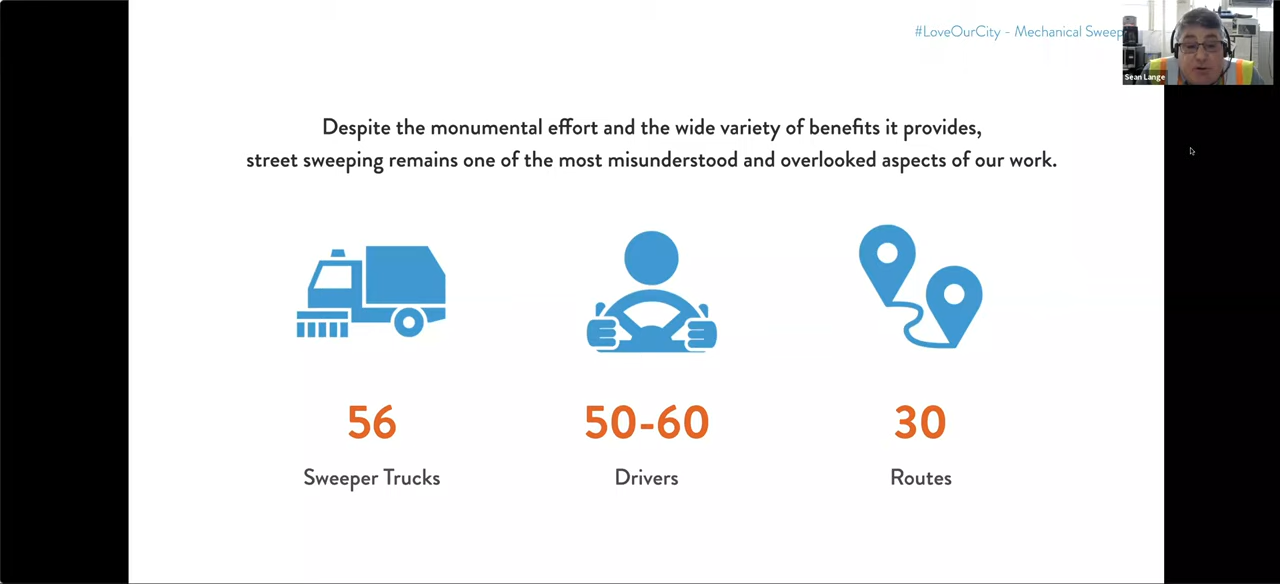 #LoveOurCity - Mechanical Sweep
Sean Lange
Despite the monumental effort and the wide variety of benefits it provides,
street sweeping remains one of the most misunderstood and overlooked aspects of our work.
56
50-60
30
Sweeper Trucks
Drivers
Routes